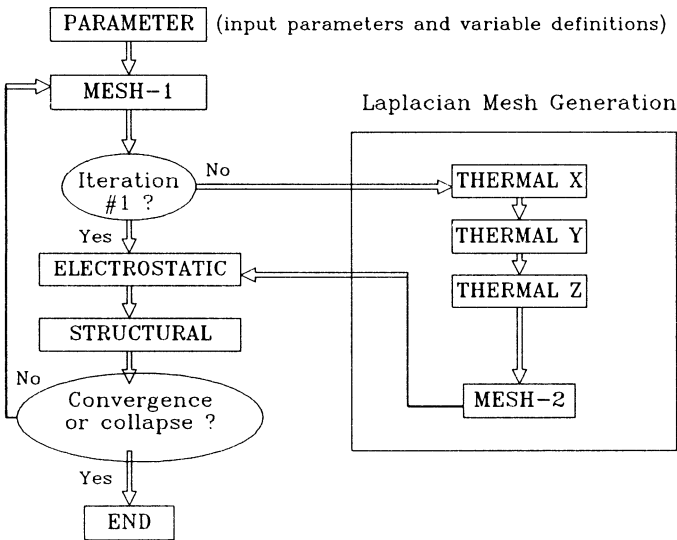 PARAMETER (input parameters and variable definitions)
MESH-1
Laplacian Mesh Generation
Iteration
#1 ?
No
Yes
THERMAL X
THERMAL Y
THERMAL Z
MESH-2
ELECTROSTATIC
STRUCTURAL
No
Convergence
or collapse ?
Yes
END